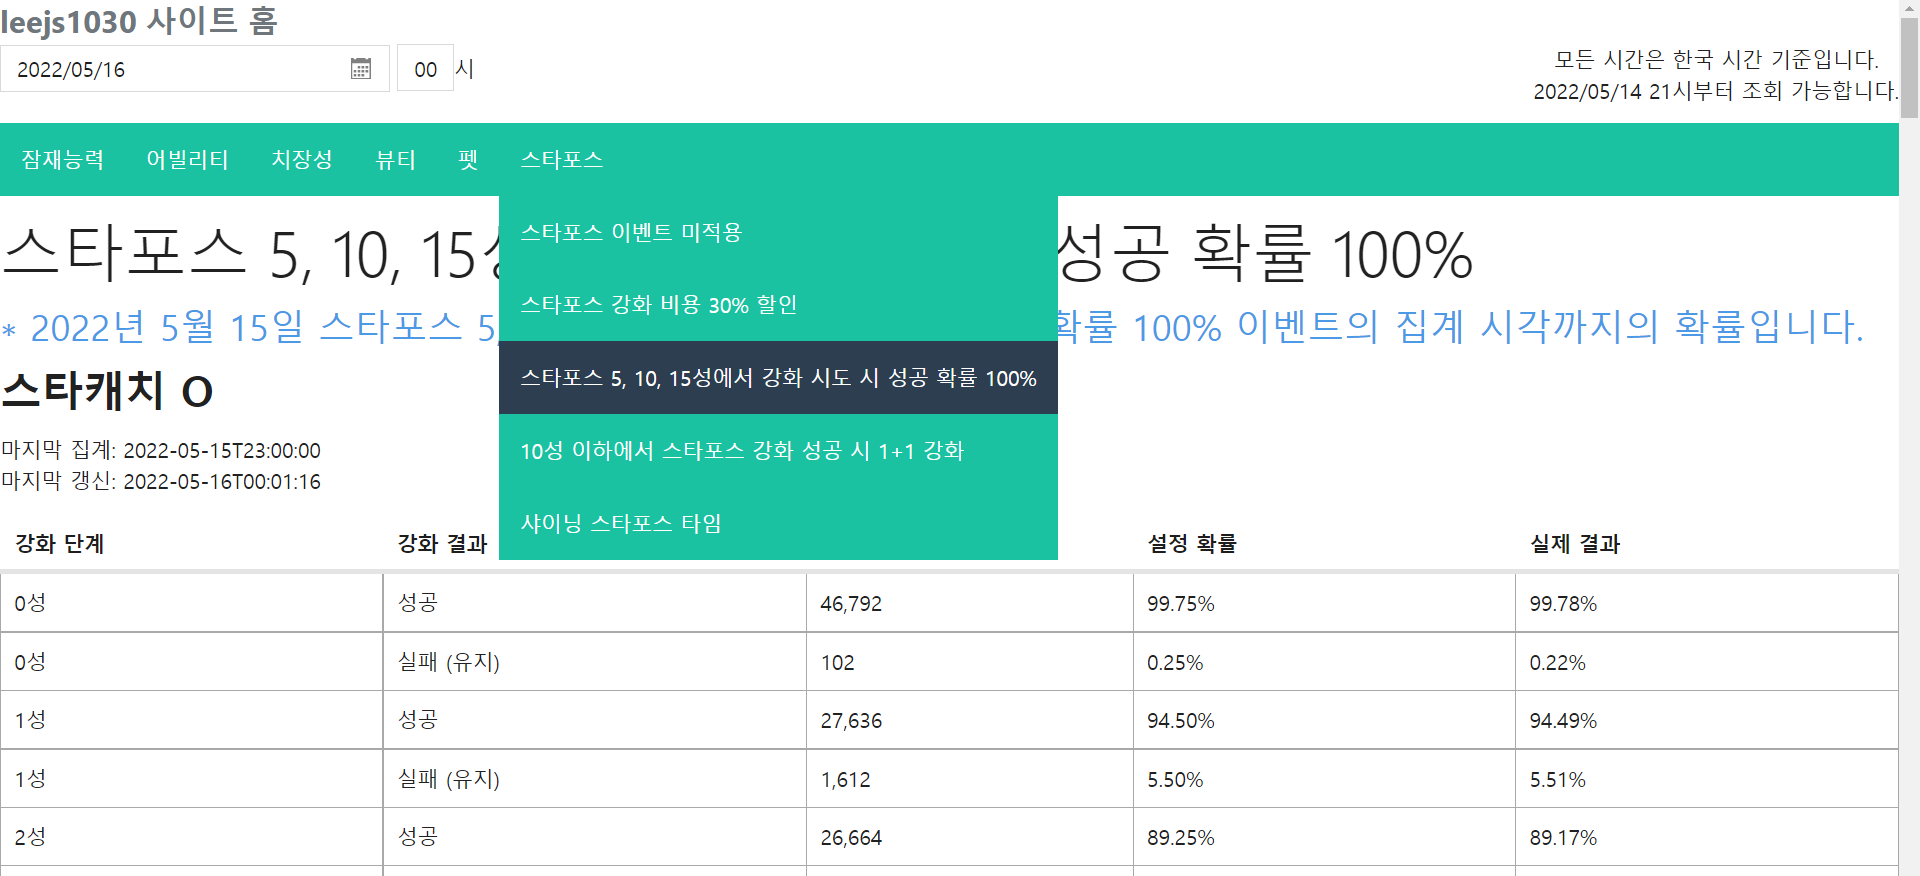 leejs1030 사이트 홈
2022/05/16
00 시
모든 시간은 한국 시간 기준입니다.
2022/05/14 21시부터 조회 가능합니다.
잠재능력 어빌리티 치장성 뷰티 펫 스타포스
스타포스 이벤트 미적용
스타포스 강화 비용 30% 할인
스타포스 5, 10, 15성에서 강화 시도 시 성공 확률 100%
10성 이하에서 스타포스 강화 성공 시 1+1 강화
샤이닝 스타포스 타임
스타포스 5, 10, 15성 성공 확률 100%
* 2022년 5월 15일 스타포스 5, 확률 100% 이벤트의 집계 시각까지의 확률입니다.
스타캐치 O
마지막 집계: 2022-05-15T23:00:00
마지막 갱신: 2022-05-16T00:01:16
강화 단계 강화 결과 설정 확률 실제 결과
0성 성공 46,792 99.75% 99.78%
0성 실패 (유지) 102 0.25% 0.22%
1성 성공 27,636 94.50% 94.49%
1성 실패 (유지) 1,612 5.50% 5.51%
2성 성공 26,664 89.25% 89.17%